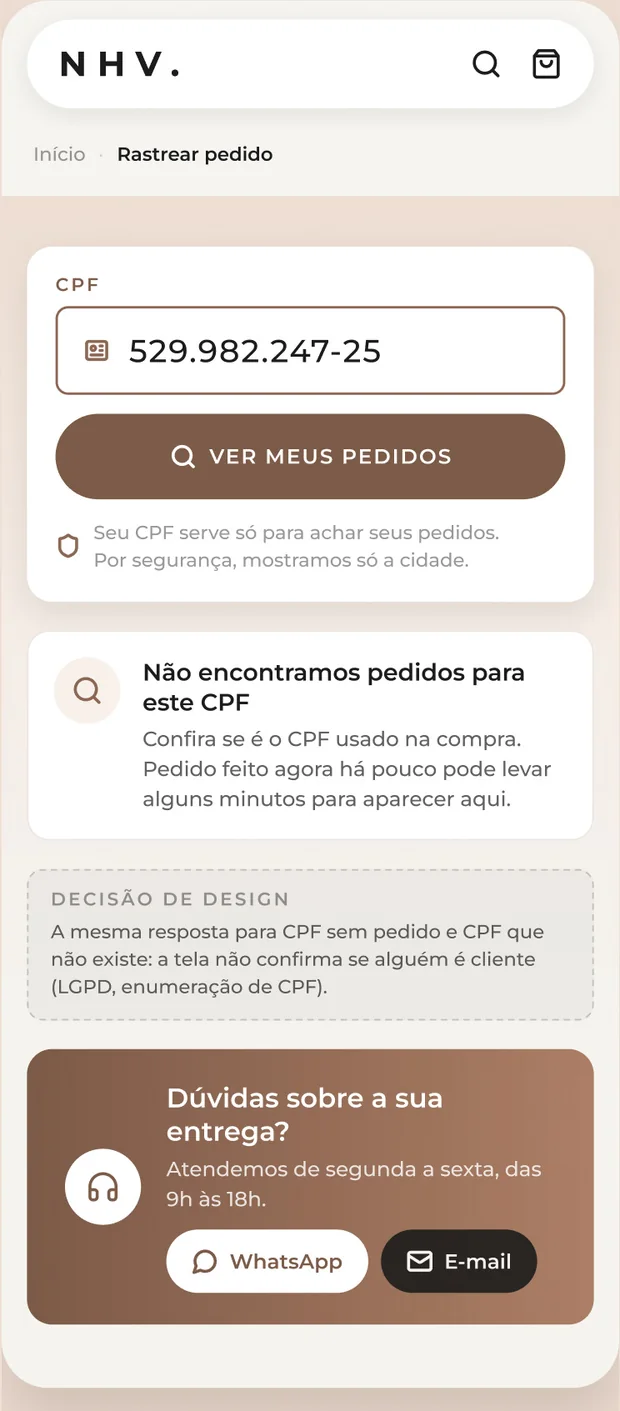 NHV.
Início · Rastrear pedido
CPF
529.982.247-25
VER MEUS PEDIDOS
Seu CPF serve só para achar seus pedidos.
Por segurança, mostramos só a cidade.
Não encontramos pedidos para
este CPF
Confira se é o CPF usado na compra.
Pedido feito agora há pouco pode levar
alguns minutos para aparecer aqui.
DECISÃO DE DESIGN
A mesma resposta para CPF sem pedido e CPF que
não existe: a tela não confirma se alguém é cliente
(LGPD, enumeração de CPF).
Dúvidas sobre a sua
entrega?
Atendemos de segunda a sexta, das
9h às 18h.
WhatsApp
E-mail